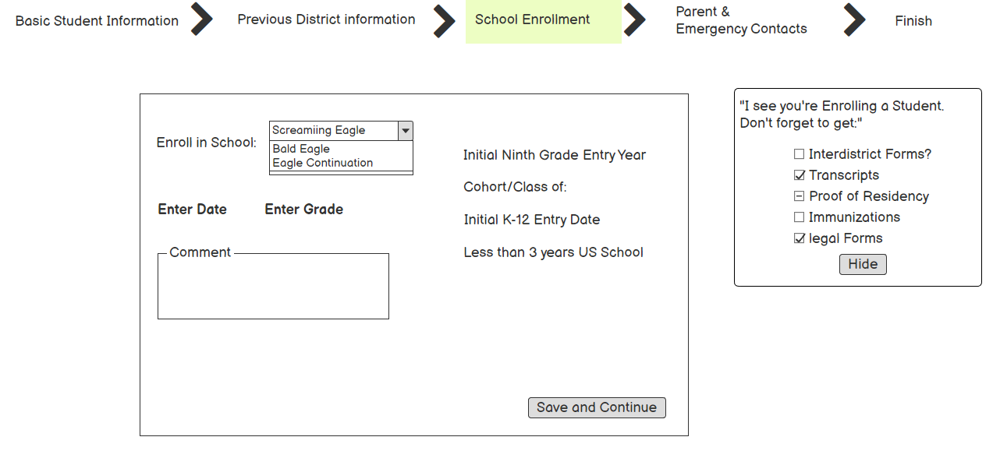 Basic Student Information
Previous District information
School Enrollment
Parent &
Emergency Contacts
Finish
Enroll in School:
Screamiing Eagle
Bald Eagle
Eagle Continuation
Enter Date
Enter Grade
Comment
Initial Ninth Grade Entry Year
Cohort/Class of:
Initial K-12 Entry Date
Less than 3 years US School
Save and Continue
"I see you're Enrolling a Student.
Don't forget to get:"
Interdistrict Forms?
Transcripts
Proof of Residency
Immunizations
legal Forms
Hide